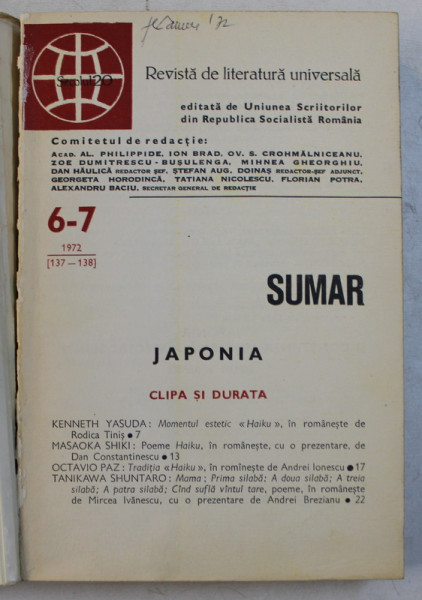 '72
Secolul 20
Revistă de literatură universală
editată de Uniunea Scriitorilor
din Republica Socialistă România
Comitetul de redacție:
ACAD. AL. PHILIPPIDE, ION BRAD, OV. S. CROHMĂLNICEANU,
ZOE DUMITRESCU-BUȘULENGA, MIHNEA GHEORGHIU,
DAN HĂULICĂ REDACTOR ȘEF, ȘTEFAN AUG. DOINAȘ REDACTOR-ȘEF ADJUNCT,
GEORGETA HORODINCĂ, TATIANA NICOLESCU, FLORIAN POTRA,
ALEXANDRU BACIU, SECRETAR GENERAL DE REDACȚIE
6-7
1972
[137—138]
SUMAR
JAPONIA
CLIPA ȘI DURATA
KENNETH YASUDA: Momentul estetic «Haiku», în românește de
Rodica Tiniș ● 7
MASAOKA SHIKI: Poeme Haiku, în românește, cu o prezentare, de
Dan Constantinescu ● 13
OCTAVIO PAZ: Tradiția «Haiku», în romînește de Andrei Ionescu ● 17
TANIKAWA SHUNTARO: Mama; Prima silabă; A doua silabă; A treia
silabă; A patra silabă; Cînd suflă vîntul tare, poeme, în românește
de Mircea Ivănescu, cu o prezentare de Andrei Brezianu ● 22